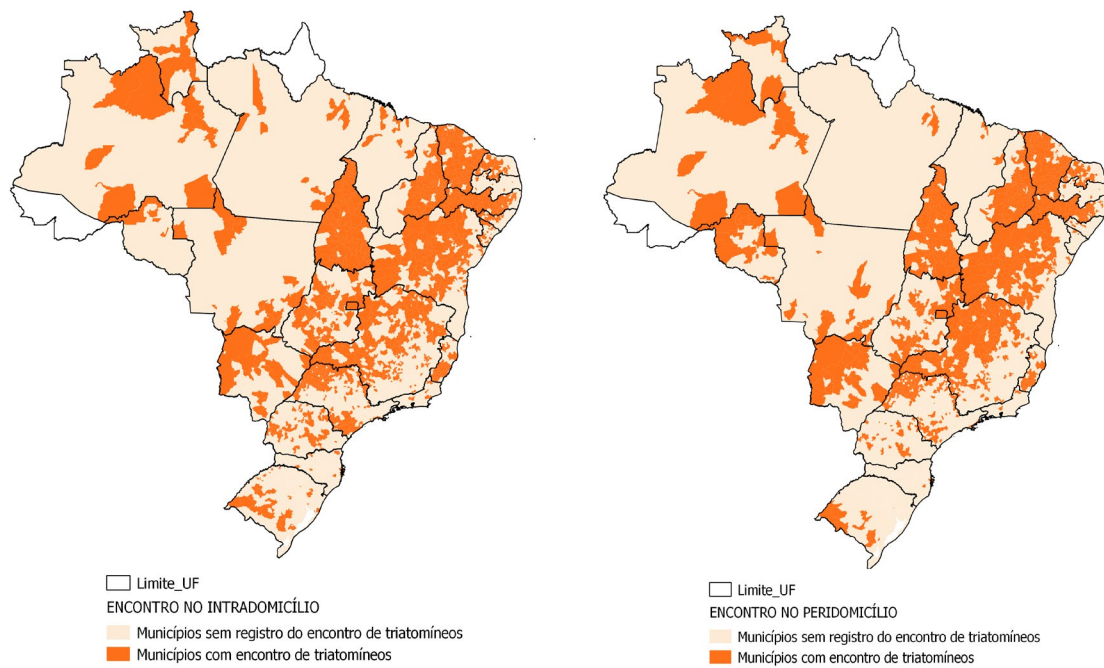 Limite_UF
ENCONTRO NO INTRADOMICÍLIO
Municípios sem registro do encontro de triatomíneos
Municípios com encontro de triatomíneos
Limite_UF
ENCONTRO NO PERIDOMICÍLIO
Municípios sem registro do encontro de triatomíneos
Municípios com encontro de triatomíneos